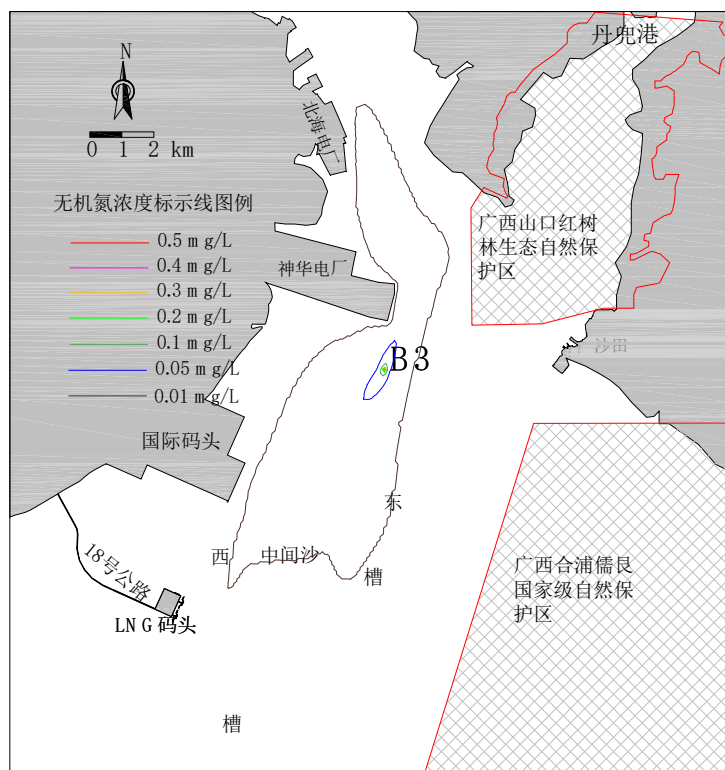 丹兜港
N
北海电厂
0 1 2 km
无机氮浓度标示线图例
0.5 mg/L
0.4 mg/L
0.3 mg/L
0.2 mg/L
0.1 mg/L
0.05 mg/L
0.01 mg/L
广西山口红树
林生态自然保
护区
神华电厂
沙田
B3
国际码头
东
槽
西
中间沙
18号公路
LNG码头
广西合浦儒艮
国家级自然保
护区
槽